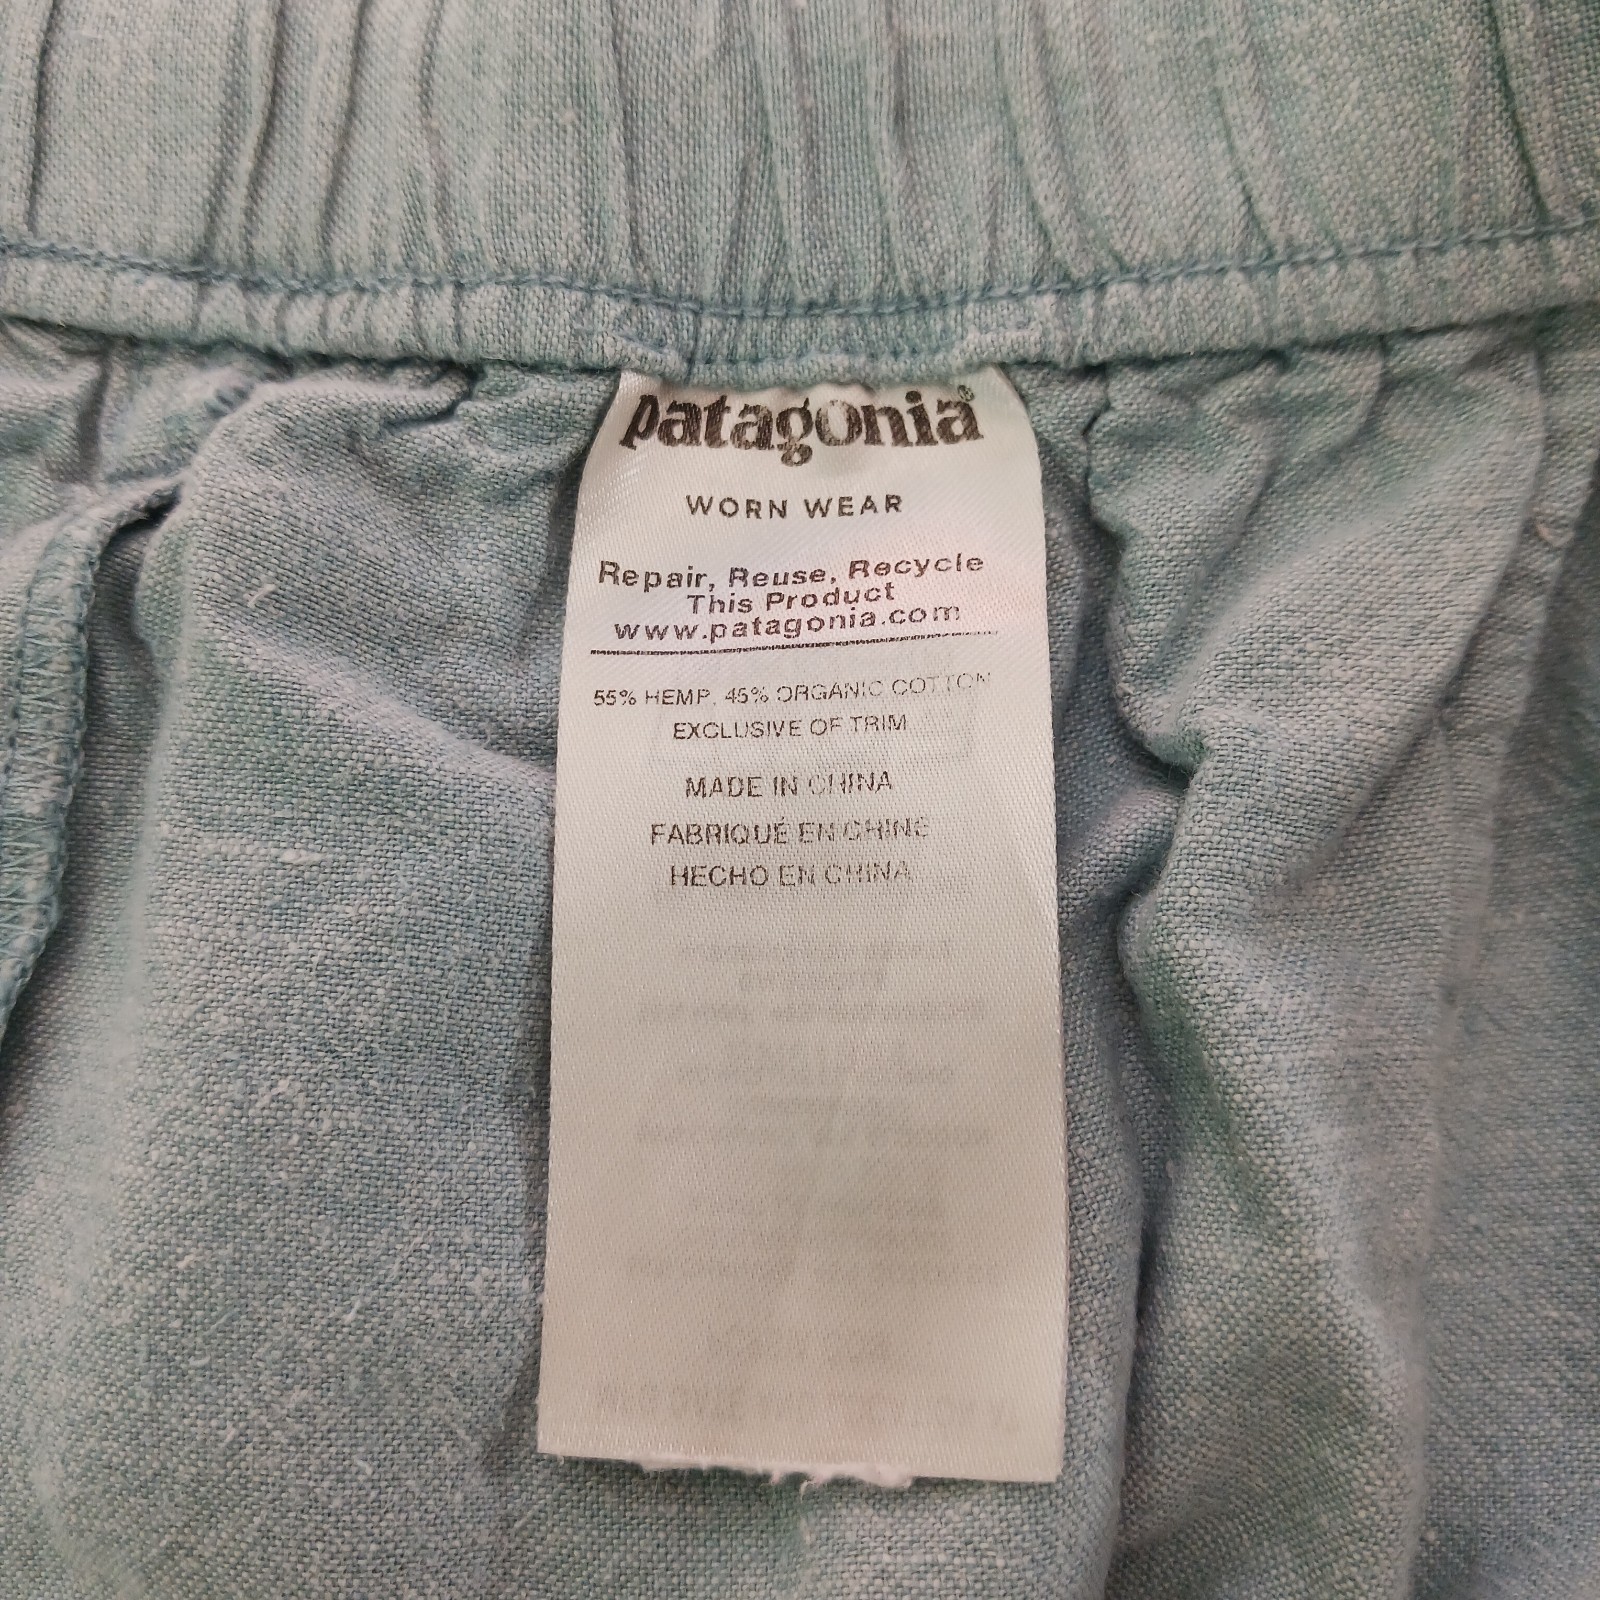 patagonia®
WORN WEAR
Repair, Reuse, Recycle
This Product
www.patagonia.com
55% HEMP, 45% ORGANIC COTTON
EXCLUSIVE OF TRIM
MADE IN CHINA
FABRIQUÉ EN CHINE
HECHO EN CHINA